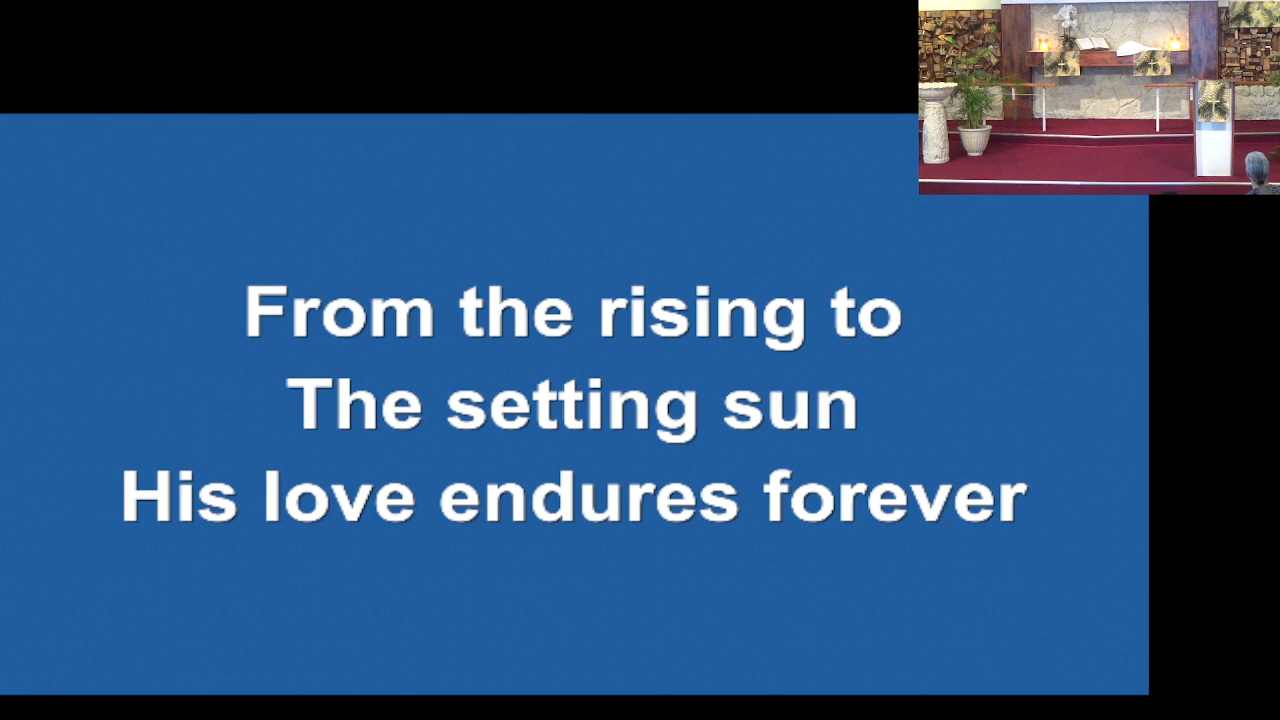 From the rising to
The setting sun
His love endures forever